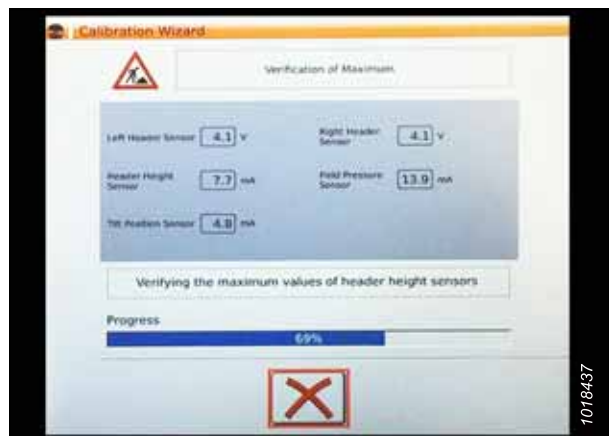 Calibration Wizard
Verification of Maximum
Left Header Sensor 4.1 V
Right Header Sensor 4.1 V
Header Height Sensor 7.7 mA
Field Pressure Sensor 13.9 mA
Tilt Position Sensor 4.8 mA
Verifying the maximum values of header height sensors
Progress
69%
1018437